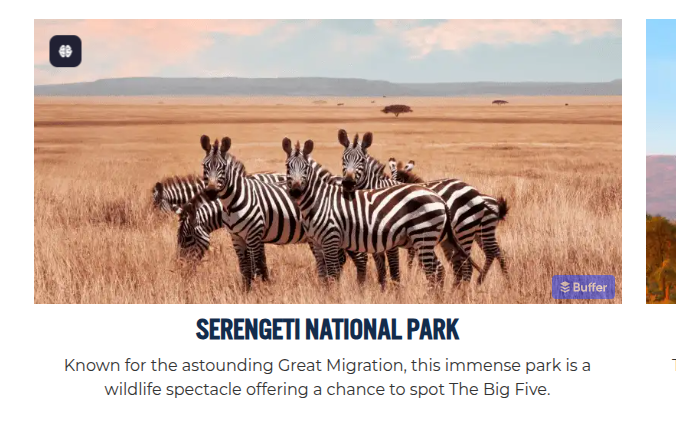 Buffer
SERENGETI NATIONAL PARK
Known for the astounding Great Migration, this immense park is a
wildlife spectacle offering a chance to spot The Big Five.
T